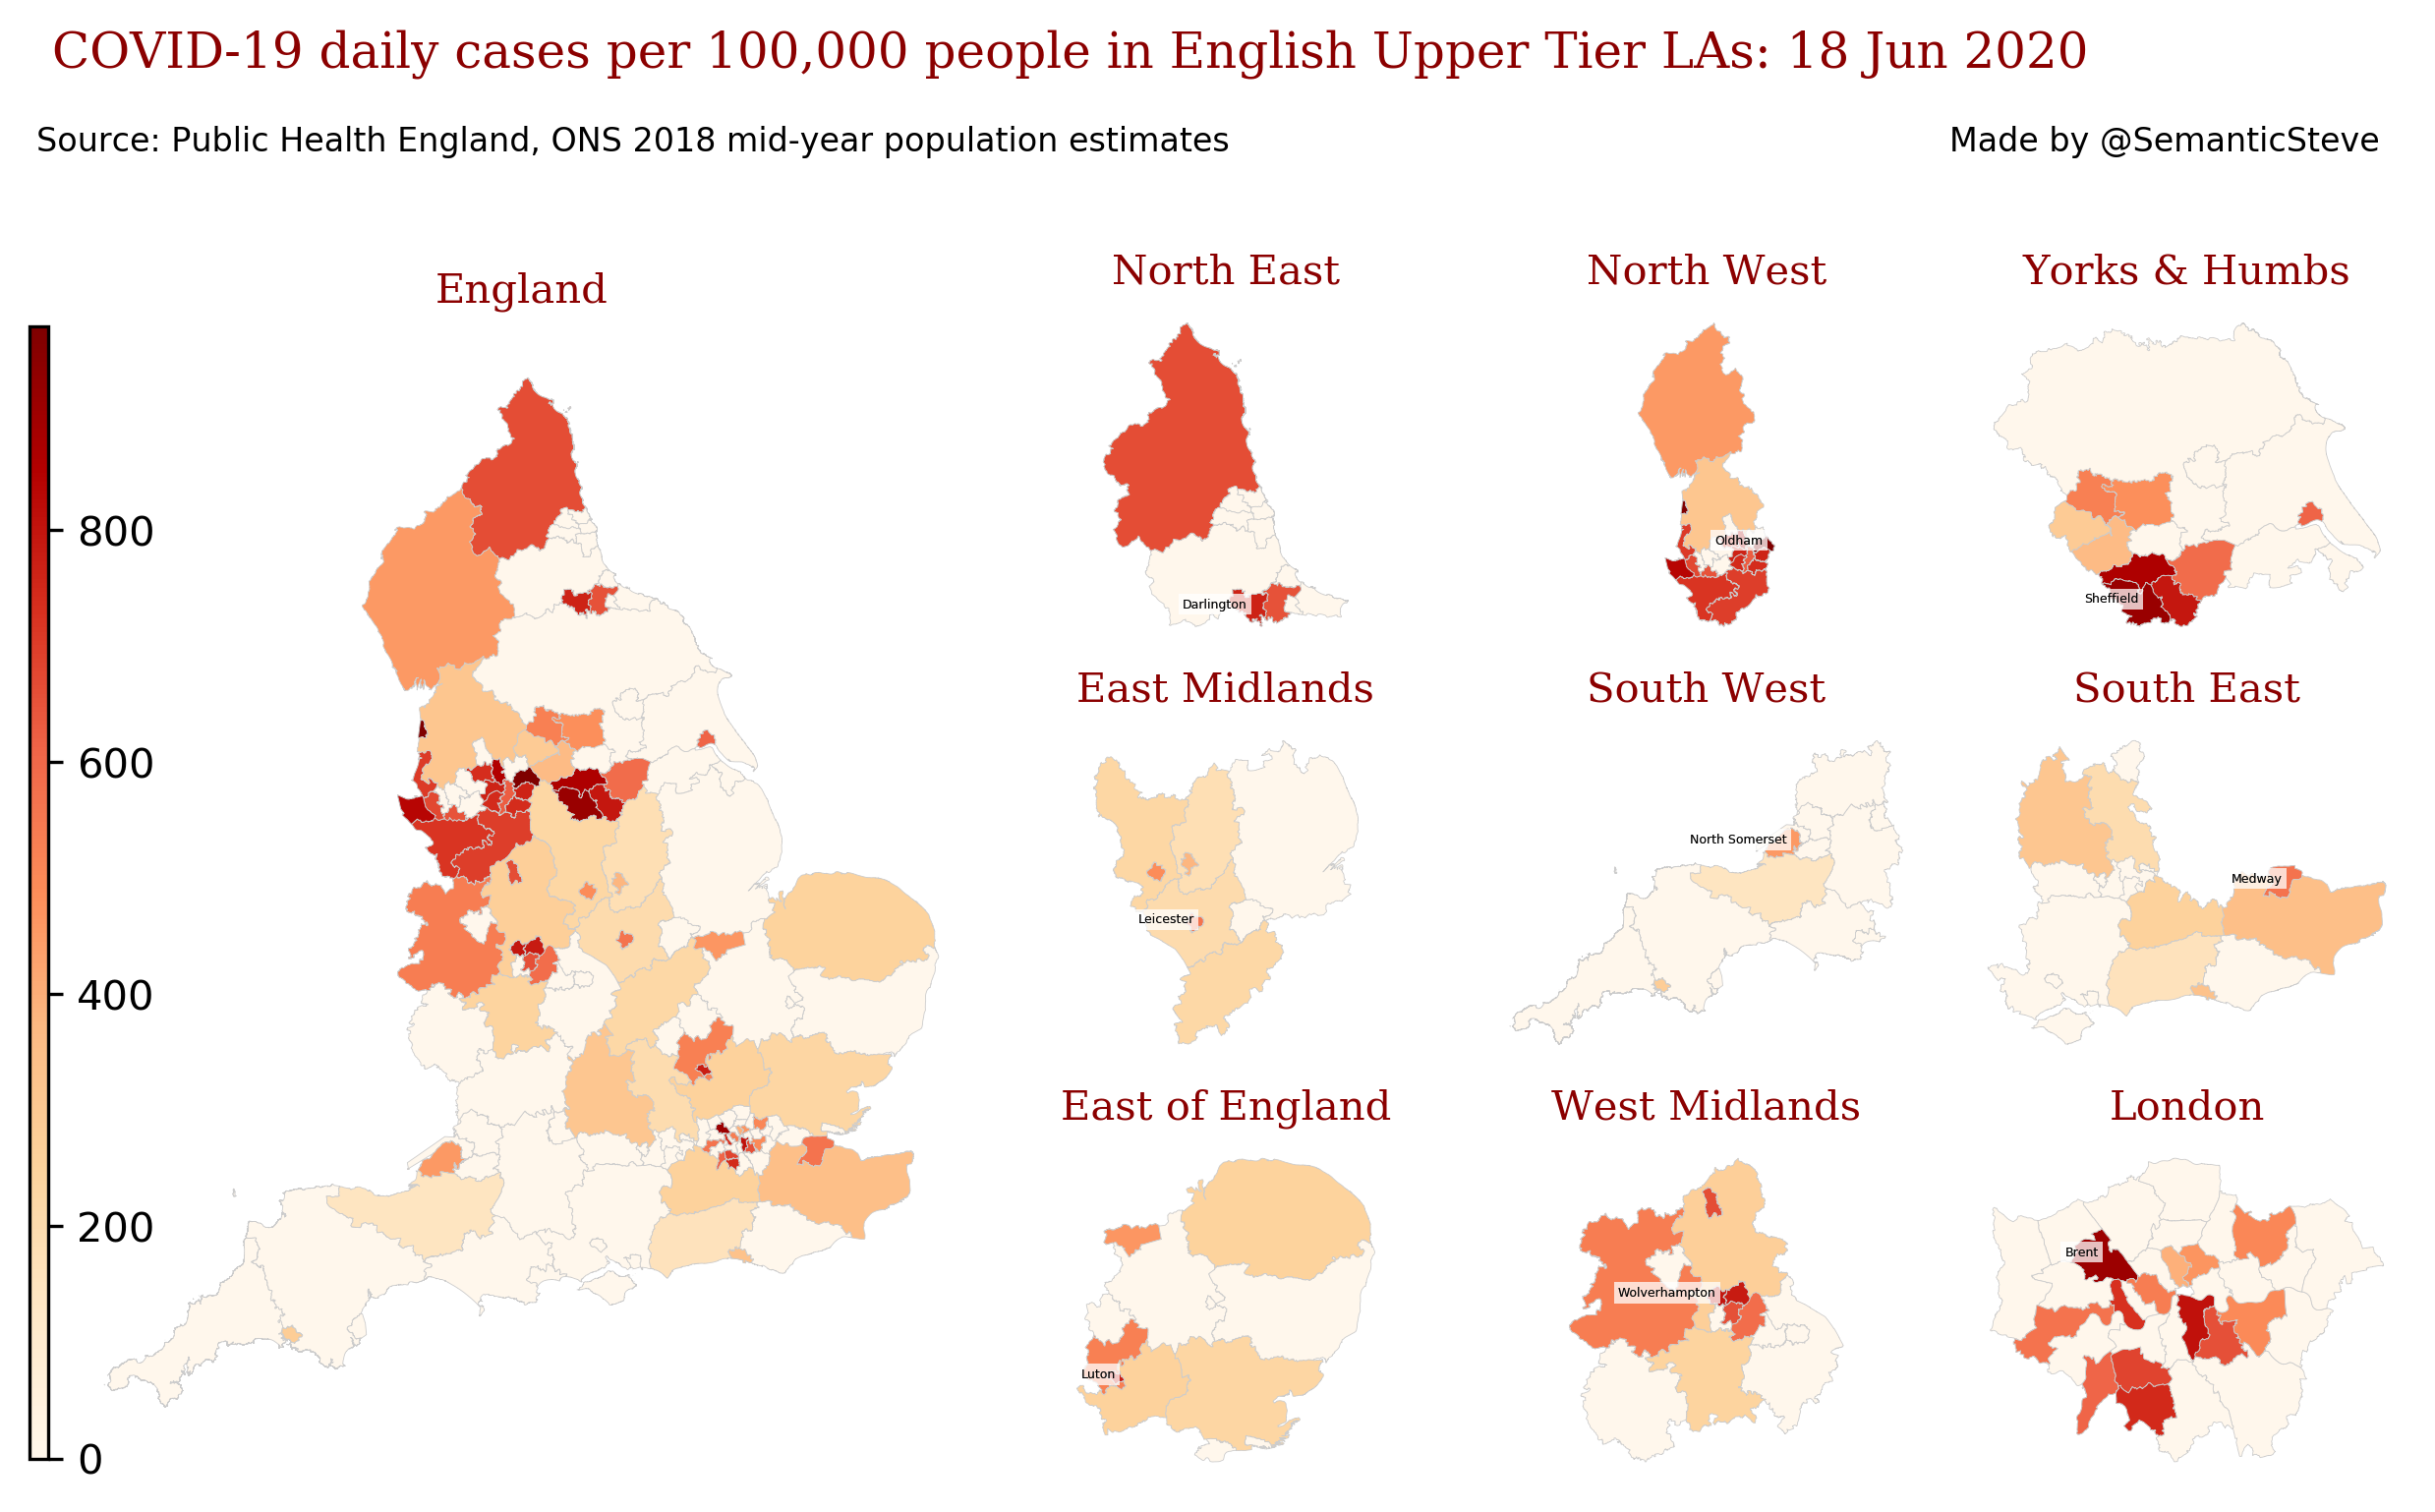 COVID-19 daily cases per 100,000 people in English Upper Tier LAs: 18 Jun 2020
Source: Public Health England, ONS 2018 mid-year population estimates
Made by @SemanticSteve
England
800
600
400
200
0
North East
Darlington
North West
Oldham
Yorks & Humbs
Sheffield
East Midlands
Leicester
South West
North Somerset
South East
Medway
East of England
Luton
West Midlands
Wolverhampton
London
Brent